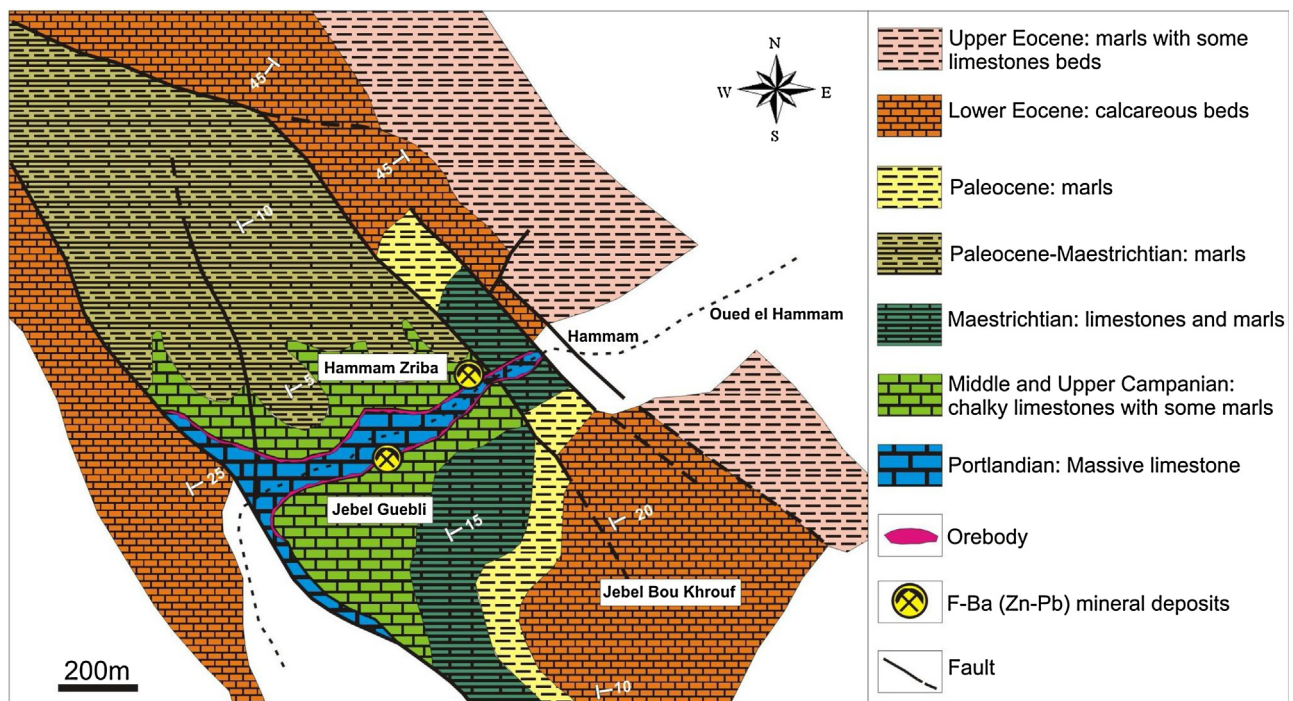 45
N
W
E
S
45
10
Oued el Hammam
Hammam
Hammam Zriba
5
25
Jebel Guebli
15
20
Jebel Bou Khrouf
200m
10
Upper Eocene: marls with some
limestones beds
Lower Eocene: calcareous beds
Paleocene: marls
Paleocene-Maestrichtian: marls
Maestrichtian: limestones and marls
Middle and Upper Campanian:
chalky limestones with some marls
Portlandian: Massive limestone
Orebody
F-Ba (Zn-Pb) mineral deposits
Fault